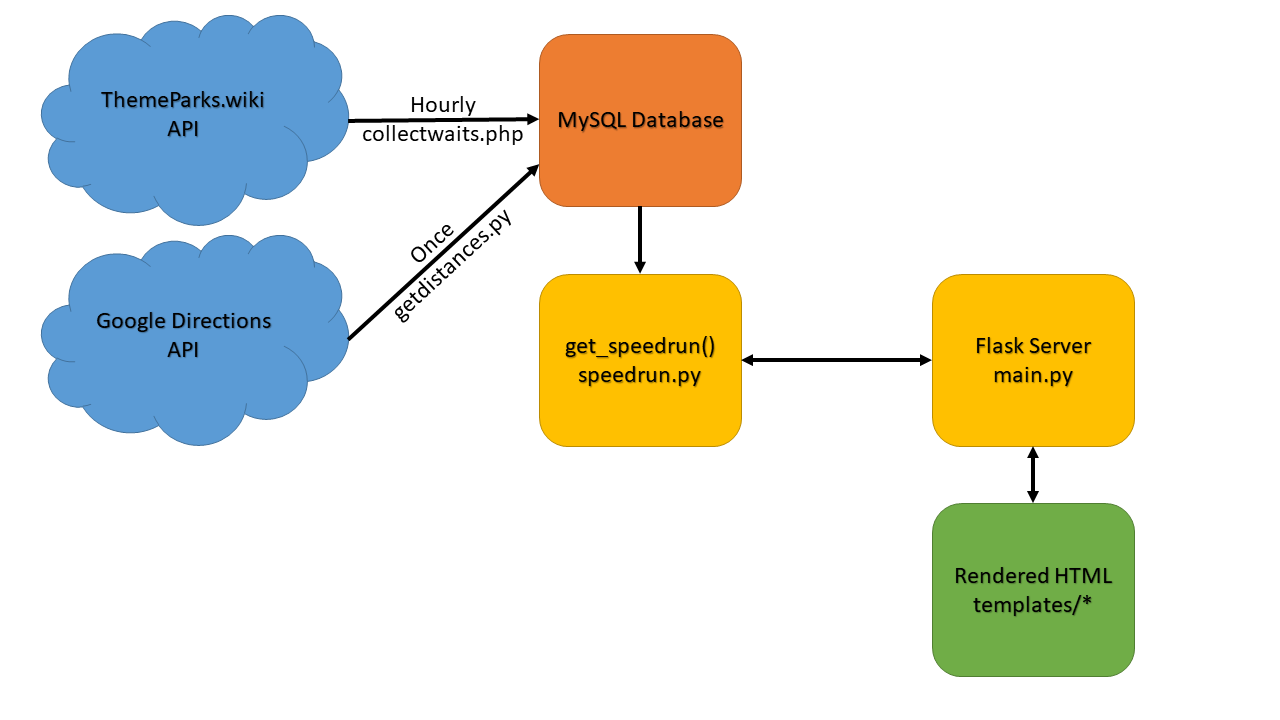 ThemeParks.wiki
API
Hourly
collectwaits.php
MySQL Database
Once
getdistances.py
Google Directions
API
get_speedrun()
speedrun.py
Flask Server
main.py
Rendered HTML
templates/*